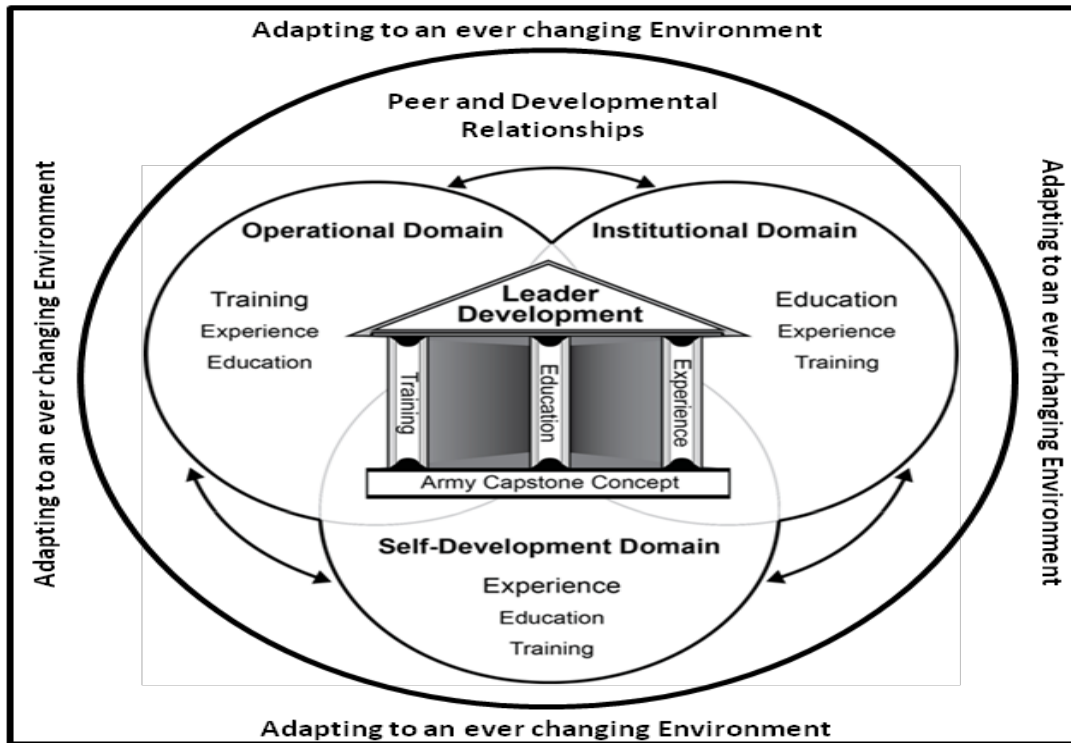 Adapting to an ever changing Environment
Peer and Developmental
Relationships
Adapting to an ever changing Environment
Adapting to an ever changing Environment
Operational Domain
Institutional Domain
Training
Experience
Education
Leader
Development
Training
Education
Experience
Army Capstone Concept
Education
Experience
Training
Self-Development Domain
Experience
Education
Training
Adapting to an ever changing Environment